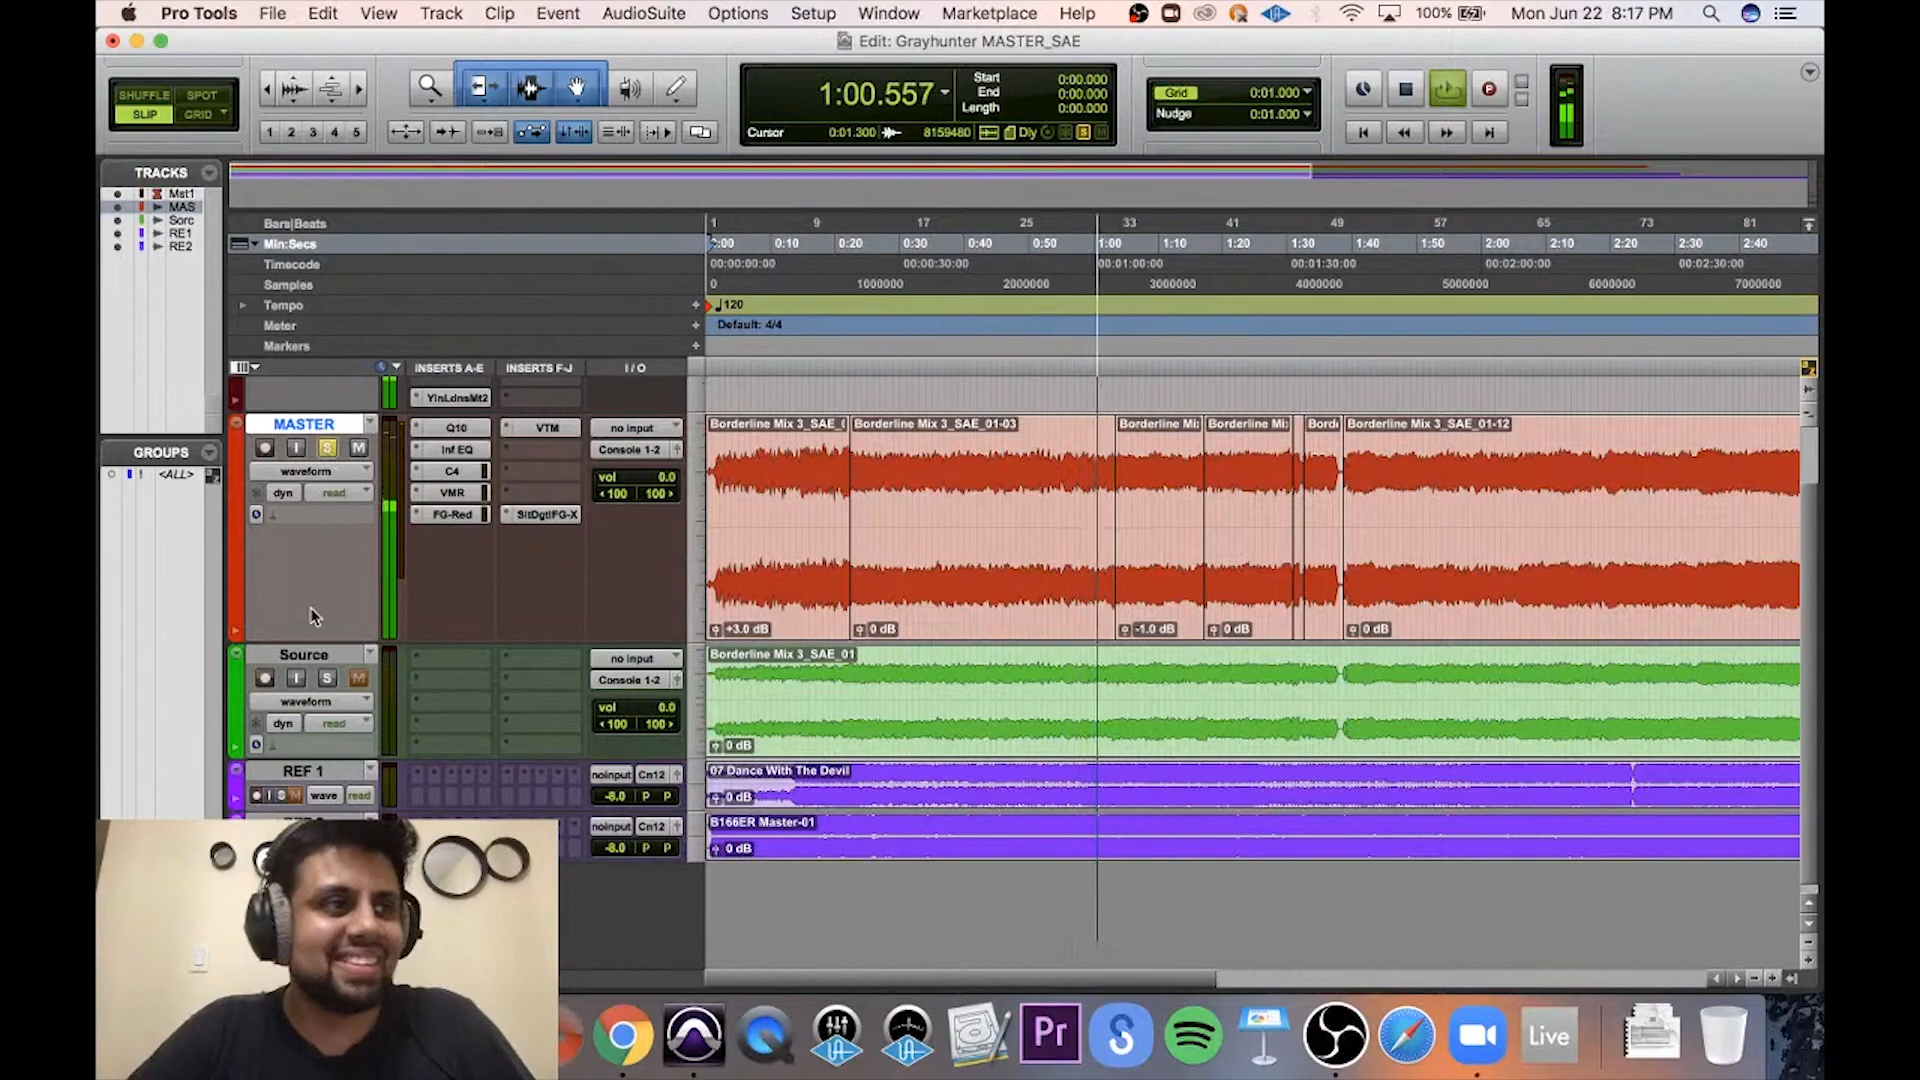 Pro Tools File Edit View Track Clip Event AudioSuite Options Setup Window Marketplace Help 100% Mon Jun 22 8:17 PM
Edit: Grayhunter MASTER_SAE
SHUFFLE SPOT
SLIP GRID
1 2 3 4 5
1:00.557
Start 0:00.000
End 0:00.000
Length 0:00.000
Cursor 0:01.300 8159480 Dly S M
Grid 0:01.000
Nudge 0:01.000
TRACKS
Mst1
MAS
Sorc
RE1
RE2
GROUPS
! <ALL>
Bars|Beats 1 9 17 25 33 41 49 57 65 73 81
Min:Secs 0:00 0:10 0:20 0:30 0:40 0:50 1:00 1:10 1:20 1:30 1:40 1:50 2:00 2:10 2:20 2:30 2:40
Timecode 00:00:00:00 00:00:30:00 00:01:00:00 00:01:30:00 00:02:00:00 00:02:30:00
Samples 0 1000000 2000000 3000000 4000000 5000000 6000000 7000000
Tempo 120
Meter Default: 4/4
Markers
INSERTS A-E INSERTS F-J I/O
YlnLdnsMt2
MASTER
I S M
waveform
dyn read
Q10 VTM no input
Inf EQ Console 1-2
C4 vol 0.0
VMR 100 100
FG-Red SltDgtlFG-X
Borderline Mix 3_SAE_( Borderline Mix 3_SAE_01-03 Borderline Mi: Borderline Mi: Bord Borderline Mix 3_SAE_01-12
+3.0 dB 0 dB -1.0 dB 0 dB 0 dB
Source
I S M
waveform
dyn read
no input
Console 1-2
vol 0.0
100 100
Borderline Mix 3_SAE_01
0 dB
REF 1
I S M wave read
noinput Cn12
-8.0 P P
07 Dance With The Devil
0 dB
noinput Cn12
-8.0 P P
B166ER Master-01
0 dB
Pr
S
Live